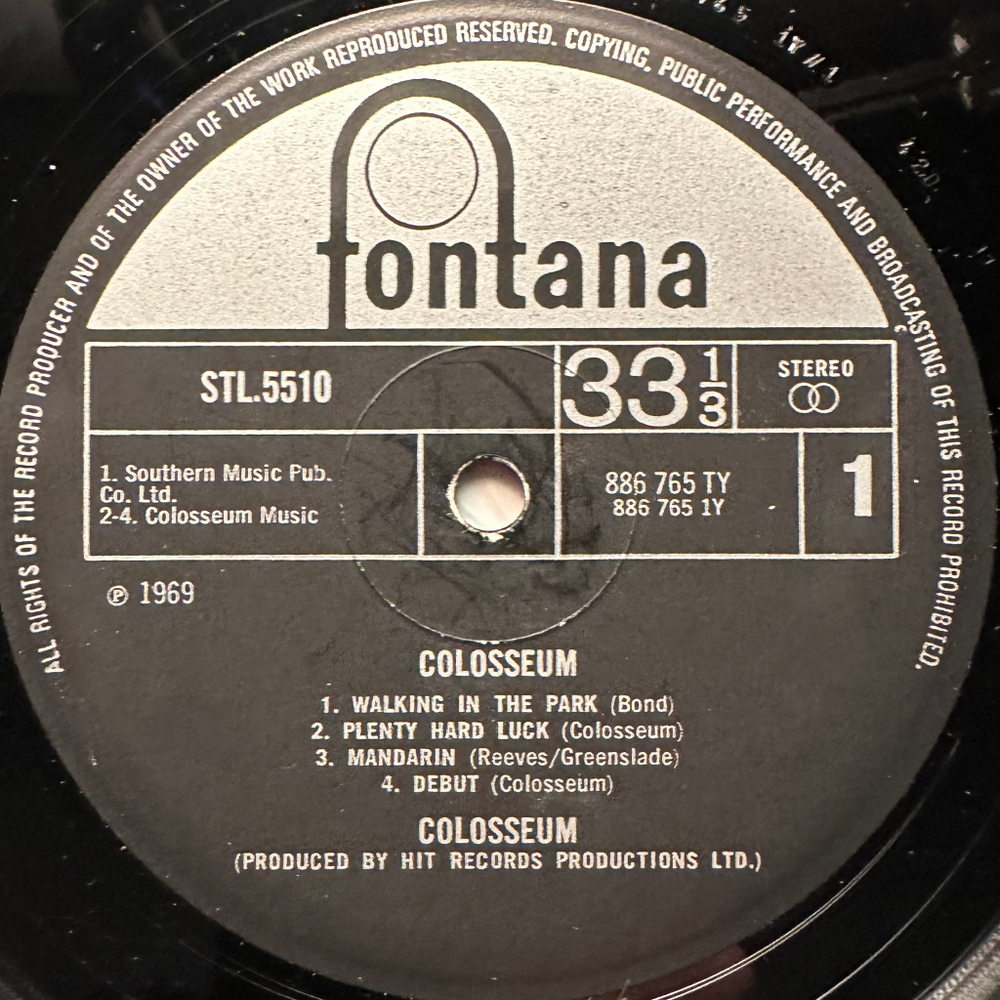 ALL RIGHTS OF THE RECORD PRODUCER AND OF THE OWNER OF THE WORK REPRODUCED RESERVED. COPYING, PUBLIC PERFORMANCE AND BROADCASTING OF THIS RECORD PROHIBITED.
fontana
STL.5510
33 1/3
STEREO
1. Southern Music Pub.
Co. Ltd.
2-4. Colosseum Music
886 765 TY
886 765 1Y
1
℗ 1969
COLOSSEUM
1. WALKING IN THE PARK (Bond)
2. PLENTY HARD LUCK (Colosseum)
3. MANDARIN (Reeves/Greenslade)
4. DEBUT (Colosseum)
COLOSSEUM
(PRODUCED BY HIT RECORDS PRODUCTIONS LTD.)